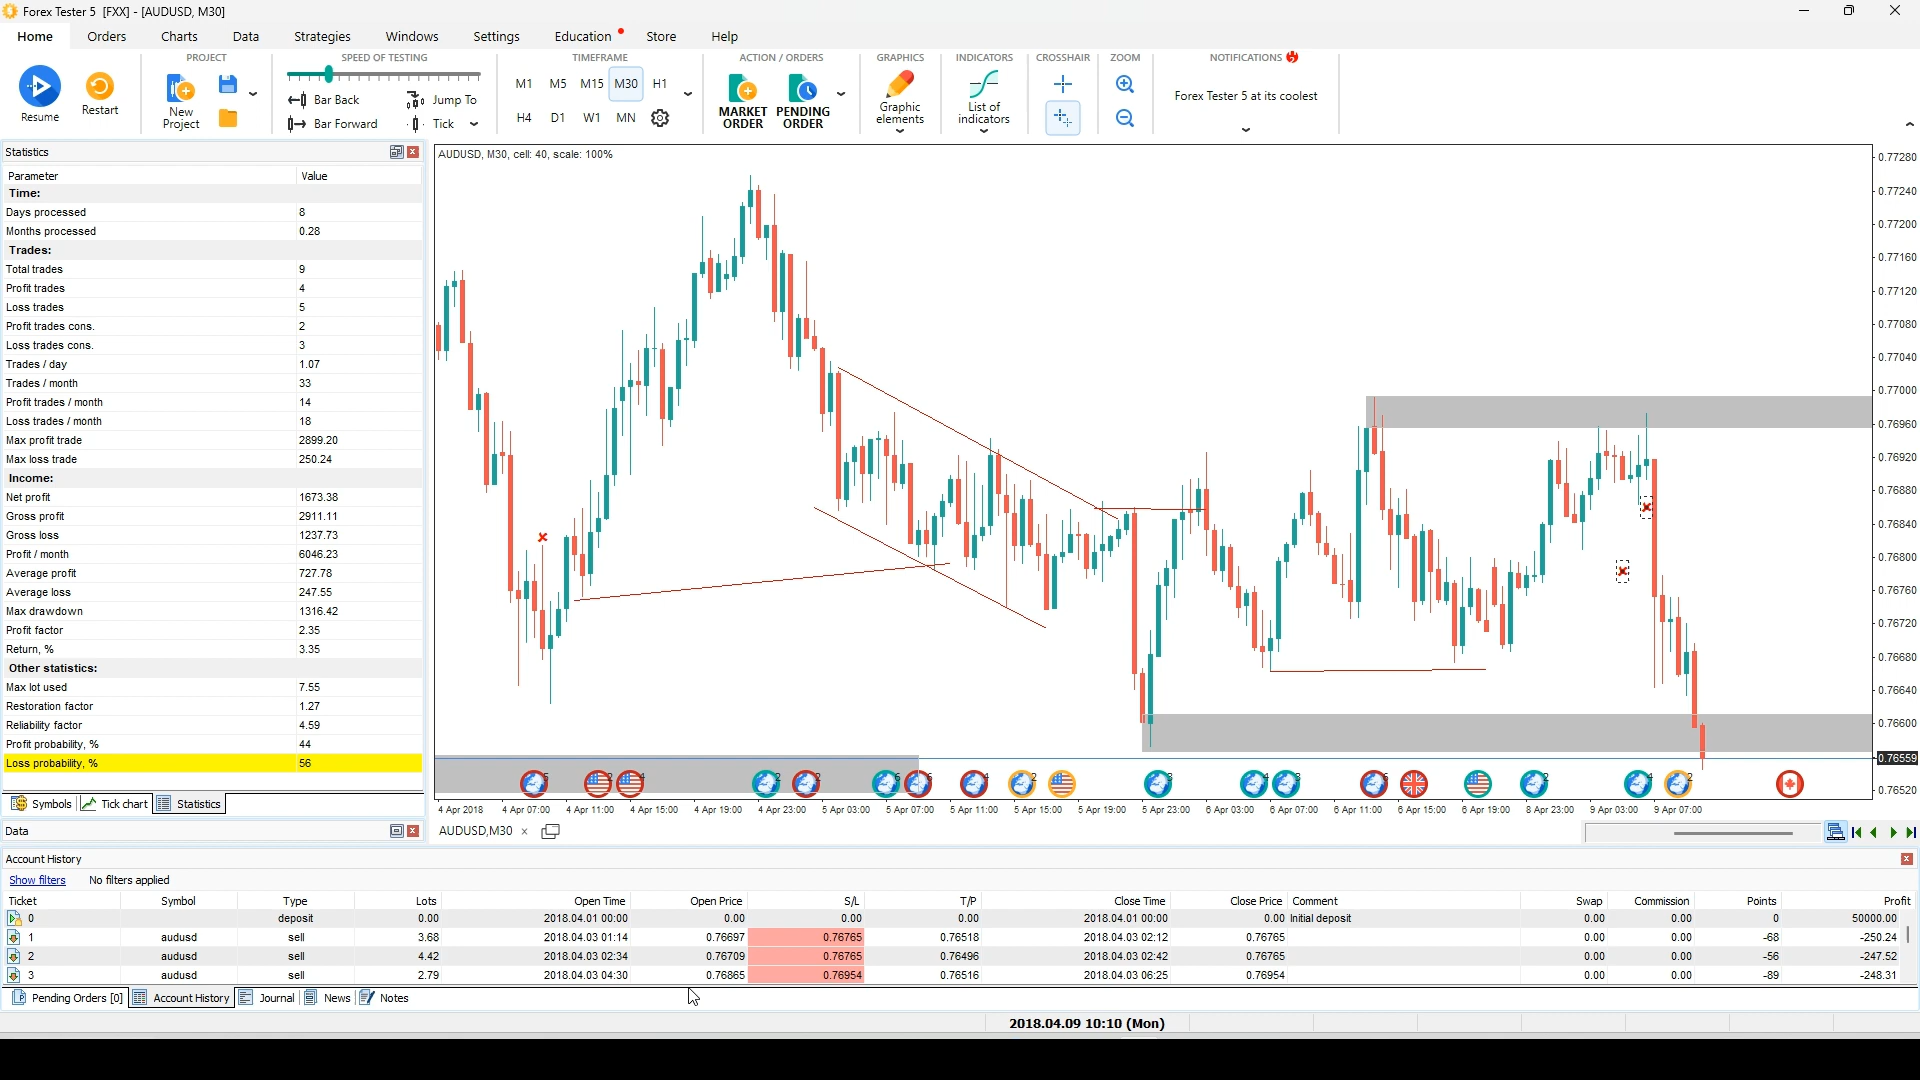 Forex Tester 5 [FXX] - [AUDUSD, M30]
Home Orders Charts Data Strategies Windows Settings Education Store Help
PROJECT SPEED OF TESTING TIMEFRAME ACTION / ORDERS GRAPHICS INDICATORS CROSSHAIR ZOOM NOTIFICATIONS
Resume
Restart
New Project
Bar Back Jump To
Bar Forward Tick
M1 M5 M15 M30 H1
H4 D1 W1 MN
MARKET ORDER
PENDING ORDER
Graphic elements
List of indicators
Forex Tester 5 at its coolest
Statistics
Parameter Value
Time:
Days processed 8
Months processed 0.28
Trades:
Total trades 9
Profit trades 4
Loss trades 5
Profit trades cons. 2
Loss trades cons. 3
Trades / day 1.07
Trades / month 33
Profit trades / month 14
Loss trades / month 18
Max profit trade 2899.20
Max loss trade 250.24
Income:
Net profit 1673.38
Gross profit 2911.11
Gross loss 1237.73
Profit / month 6046.23
Average profit 727.78
Average loss 247.55
Max drawdown 1316.42
Profit factor 2.35
Return, % 3.35
Other statistics:
Max lot used 7.55
Restoration factor 1.27
Reliability factor 4.59
Profit probability, % 44
Loss probability, % 56
Symbols Tick chart Statistics
Data
AUDUSD, M30, cell: 40, scale: 100%
0.77280
0.77240
0.77200
0.77160
0.77120
0.77080
0.77040
0.77000
0.76960
0.76920
0.76880
0.76840
0.76800
0.76760
0.76720
0.76680
0.76640
0.76600
0.76559
0.76520
4 Apr 2018 4 Apr 07:00 4 Apr 11:00 4 Apr 15:00 4 Apr 19:00 4 Apr 23:00 5 Apr 03:00 5 Apr 07:00 5 Apr 11:00 5 Apr 15:00 5 Apr 19:00 5 Apr 23:00 6 Apr 03:00 6 Apr 07:00 6 Apr 11:00 6 Apr 15:00 6 Apr 19:00 8 Apr 23:00 9 Apr 03:00 9 Apr 07:00
AUDUSD,M30
Account History
Show filters No filters applied
Ticket Symbol Type Lots Open Time Open Price S/L T/P Close Time Close Price Comment Swap Commission Points Profit
0 deposit 0.00 2018.04.01 00:00 0.00 0.00 0.00 2018.04.01 00:00 0.00 Initial deposit 0.00 0.00 0 50000.00
1 audusd sell 3.68 2018.04.03 01:14 0.76697 0.76765 0.76518 2018.04.03 02:12 0.76765 0.00 0.00 -68 -250.24
2 audusd sell 4.42 2018.04.03 02:34 0.76709 0.76765 0.76496 2018.04.03 02:42 0.76765 0.00 0.00 -56 -247.52
3 audusd sell 2.79 2018.04.03 04:30 0.76865 0.76954 0.76516 2018.04.03 06:25 0.76954 0.00 0.00 -89 -248.31
Pending Orders [0] Account History Journal News Notes
2018.04.09 10:10 (Mon)